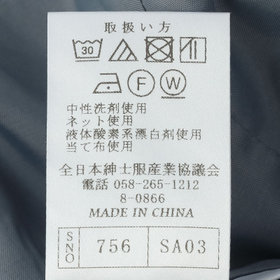 取扱い方
30
F W
中性洗剤使用
ネット使用
液体酸素系漂白剤使用
当て布使用
全日本紳士服産業協議会
電話 058-265-1212
8-0866
MADE IN CHINA
SNO 756 SA03